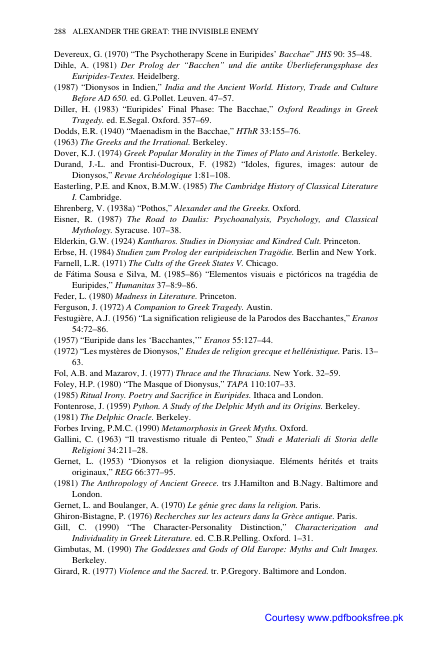 288 ALEXANDER THE GREAT: THE INVISIBLE ENEMY
Devereux, G. (1970) “The Psychotherapy Scene in Euripides’ Bacchae” JHS 90: 35–48.
Dihle, A. (1981) Der Prolog der “Bacchen” und die antike Überlieferungsphase des
Euripides-Textes. Heidelberg.
(1987) “Dionysos in Indien,” India and the Ancient World. History, Trade and Culture
Before AD 650. ed. G.Pollet. Leuven. 47–57.
Diller, H. (1983) “Euripides’ Final Phase: The Bacchae,” Oxford Readings in Greek
Tragedy. ed. E.Segal. Oxford. 357–69.
Dodds, E.R. (1940) “Maenadism in the Bacchae,” HThR 33:155–76.
(1963) The Greeks and the Irrational. Berkeley.
Dover, K.J. (1974) Greek Popular Morality in the Times of Plato and Aristotle. Berkeley.
Durand, J.-L. and Frontisi-Ducroux, F. (1982) “Idoles, figures, images: autour de
Dionysos,” Revue Archéologique 1:81–108.
Easterling, P.E. and Knox, B.M.W. (1985) The Cambridge History of Classical Literature
I. Cambridge.
Ehrenberg, V. (1938a) “Pothos,” Alexander and the Greeks. Oxford.
Eisner, R. (1987) The Road to Daulis: Psychoanalysis, Psychology, and Classical
Mythology. Syracuse. 107–38.
Elderkin, G.W. (1924) Kantharos. Studies in Dionysiac and Kindred Cult. Princeton.
Erbse, H. (1984) Studien zum Prolog der euripideischen Tragödie. Berlin and New York.
Farnell, L.R. (1971) The Cults of the Greek States V. Chicago.
de Fátima Sousa e Silva, M. (1985–86) “Elementos visuais e pictóricos na tragédia de
Euripides,” Humanitas 37–8:9–86.
Feder, L. (1980) Madness in Literature. Princeton.
Ferguson, J. (1972) A Companion to Greek Tragedy. Austin.
Festugière, A.J. (1956) “La signification religieuse de la Parodos des Bacchantes,” Eranos
54:72–86.
(1957) “Euripide dans les ‘Bacchantes,’” Eranos 55:127–44.
(1972) “Les mystères de Dionysos,” Etudes de religion grecque et hellénistique. Paris. 13–
63.
Fol, A.B. and Mazarov, J. (1977) Thrace and the Thracians. New York. 32–59.
Foley, H.P. (1980) “The Masque of Dionysus,” TAPA 110:107–33.
(1985) Ritual Irony. Poetry and Sacrifice in Euripides. Ithaca and London.
Fontenrose, J. (1959) Python. A Study of the Delphic Myth and its Origins. Berkeley.
(1981) The Delphic Oracle. Berkeley.
Forbes Irving, P.M.C. (1990) Metamorphosis in Greek Myths. Oxford.
Gallini, C. (1963) “Il travestismo rituale di Penteo,” Studi e Materiali di Storia delle
Religioni 34:211–28.
Gernet, L. (1953) “Dionysos et la religion dionysiaque. Eléments hérités et traits
originaux,” REG 66:377–95.
(1981) The Anthropology of Ancient Greece. trs J.Hamilton and B.Nagy. Baltimore and
London.
Gernet, L. and Boulanger, A. (1970) Le génie grec dans la religion. Paris.
Ghiron-Bistagne, P. (1976) Recherches sur les acteurs dans la Grèce antique. Paris.
Gill, C. (1990) “The Character-Personality Distinction,” Characterization and
Individuality in Greek Literature. ed. C.B.R.Pelling. Oxford. 1–31.
Gimbutas, M. (1990) The Goddesses and Gods of Old Europe: Myths and Cult Images.
Berkeley.
Girard, R. (1977) Violence and the Sacred. tr. P.Gregory. Baltimore and London.
Courtesy www.pdfbooksfree.pk